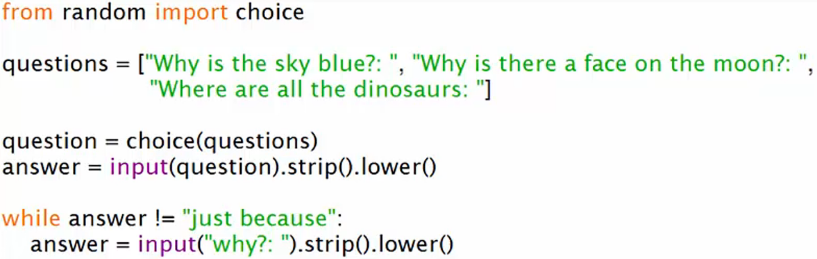 from random import choice
questions = ["Why is the sky blue?: ", "Why is there a face on the moon?: ",
"Where are all the dinosaurs: "]
question = choice(questions)
answer = input(question).strip().lower()
while answer != "just because":
answer = input("why?: ").strip().lower()